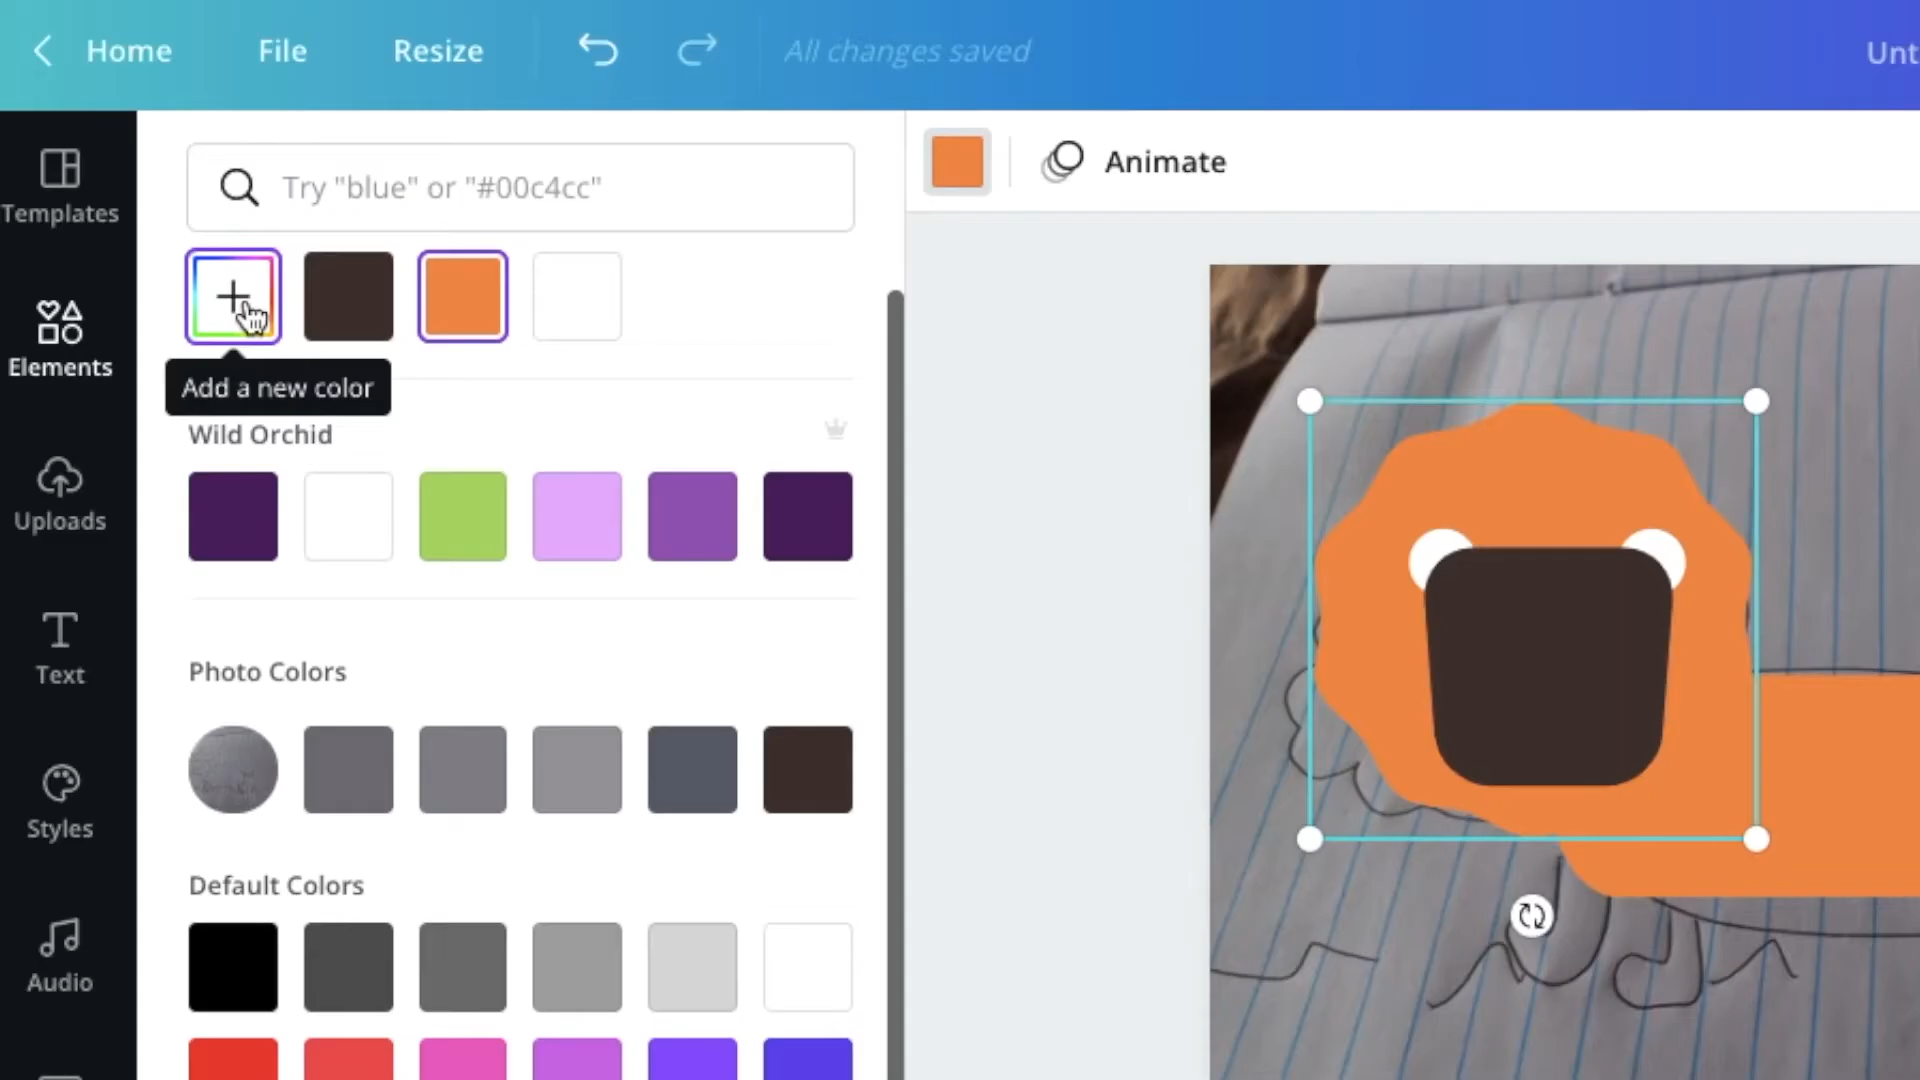 Home
File
Resize
All changes saved
Unt
Templates
Elements
Uploads
Text
Styles
Audio
Try "blue" or "#00c4cc"
Add a new color
Wild Orchid
Photo Colors
Default Colors
Animate